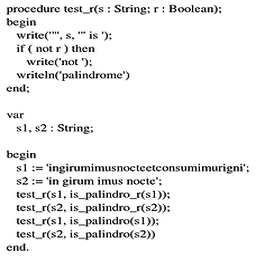 procedure test_r(s : String; r : Boolean);
begin
write('"', s, '" is ');
if ( not r ) then
write('not ');
writeln('palindrome')
end;
var
s1, s2 : String;
begin
s1 := 'ingirumimusnocteetconsumimurigni';
s2 := 'in girum imus nocte';
test_r(s1, is_palindro_r(s1));
test_r(s2, is_palindro_r(s2));
test_r(s1, is_palindro(s1));
test_r(s2, is_palindro(s2))
end.